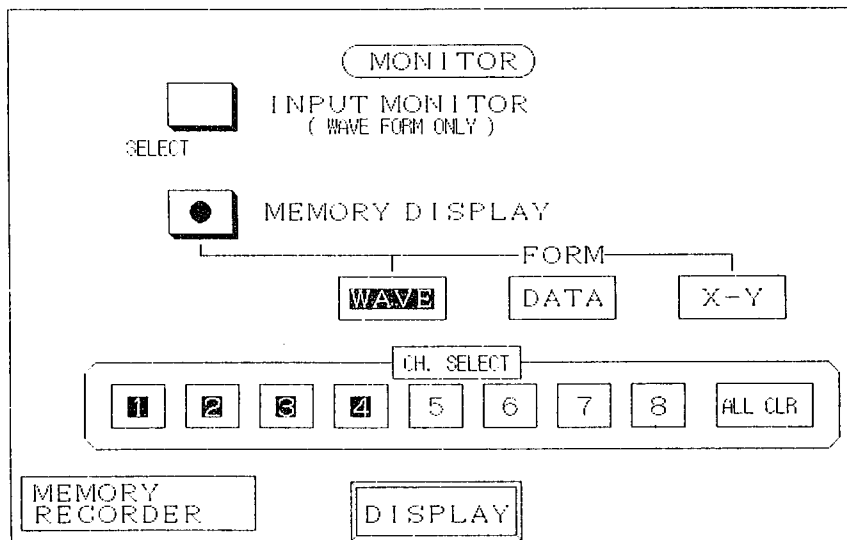 MONITOR
INPUT MONITOR
( WAVE FORM ONLY )
SELECT
MEMORY DISPLAY
FORM
WAVE DATA X-Y
CH. SELECT
1 2 3 4 5 6 7 8 ALL CLR
MEMORY
RECORDER
DISPLAY